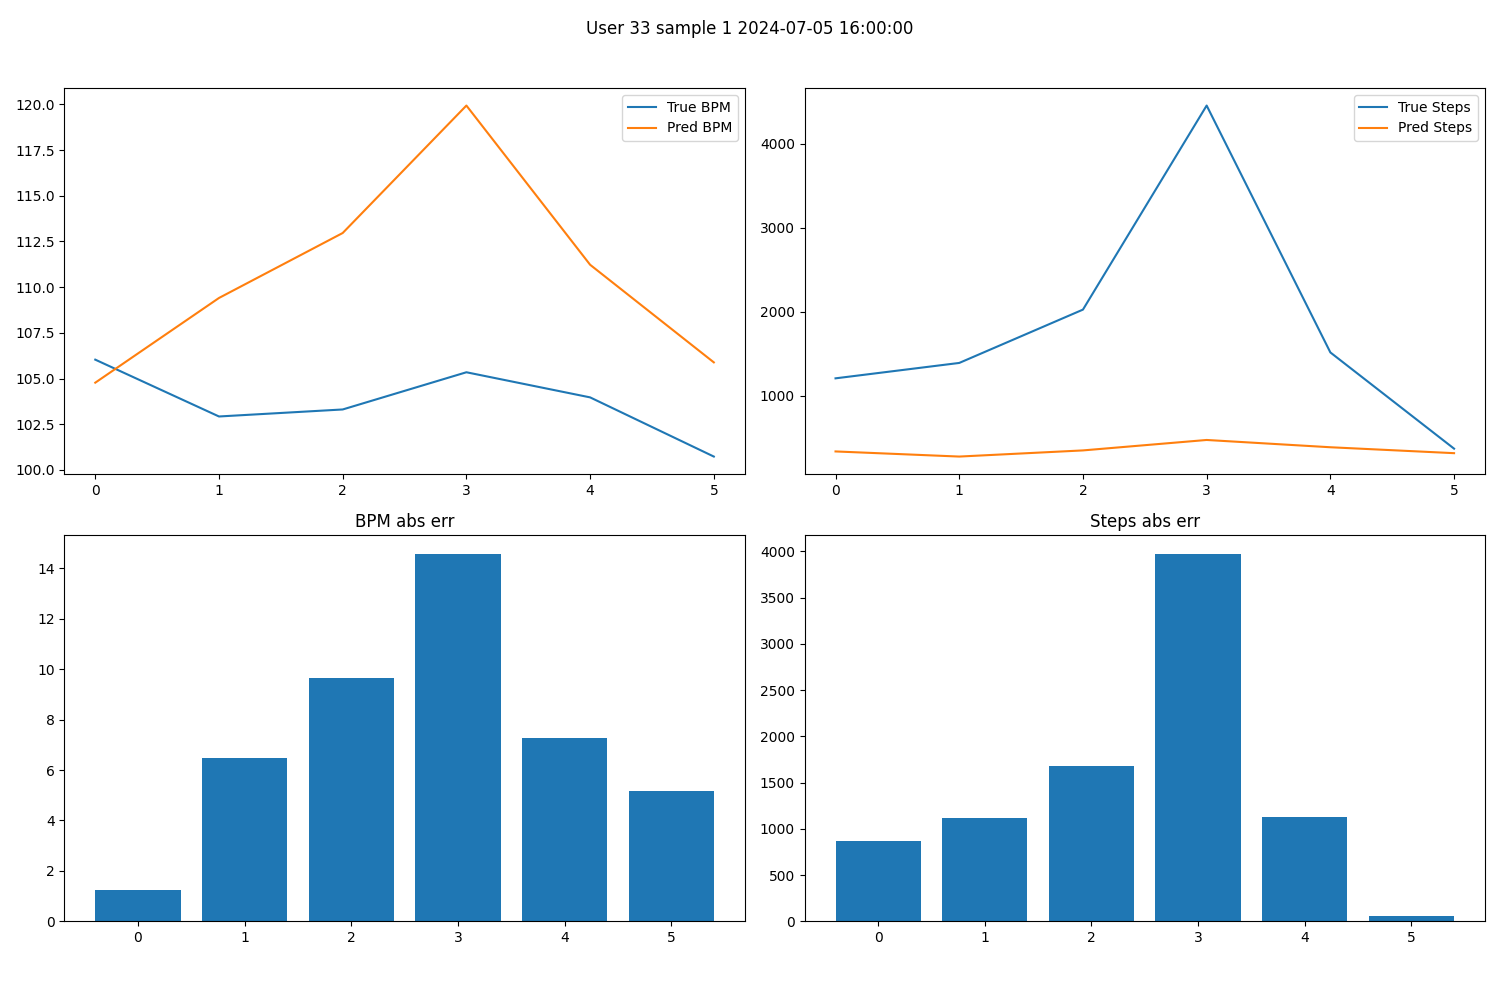 User 33 sample 1 2024-07-05 16:00:00
120.0
117.5
115.0
112.5
110.0
107.5
105.0
102.5
100.0
True BPM
Pred BPM
0 1 2 3 4 5
4000
3000
2000
1000
True Steps
Pred Steps
0 1 2 3 4 5
BPM abs err
14
12
10
8
6
4
2
0
0 1 2 3 4 5
Steps abs err
4000
3500
3000
2500
2000
1500
1000
500
0
0 1 2 3 4 5